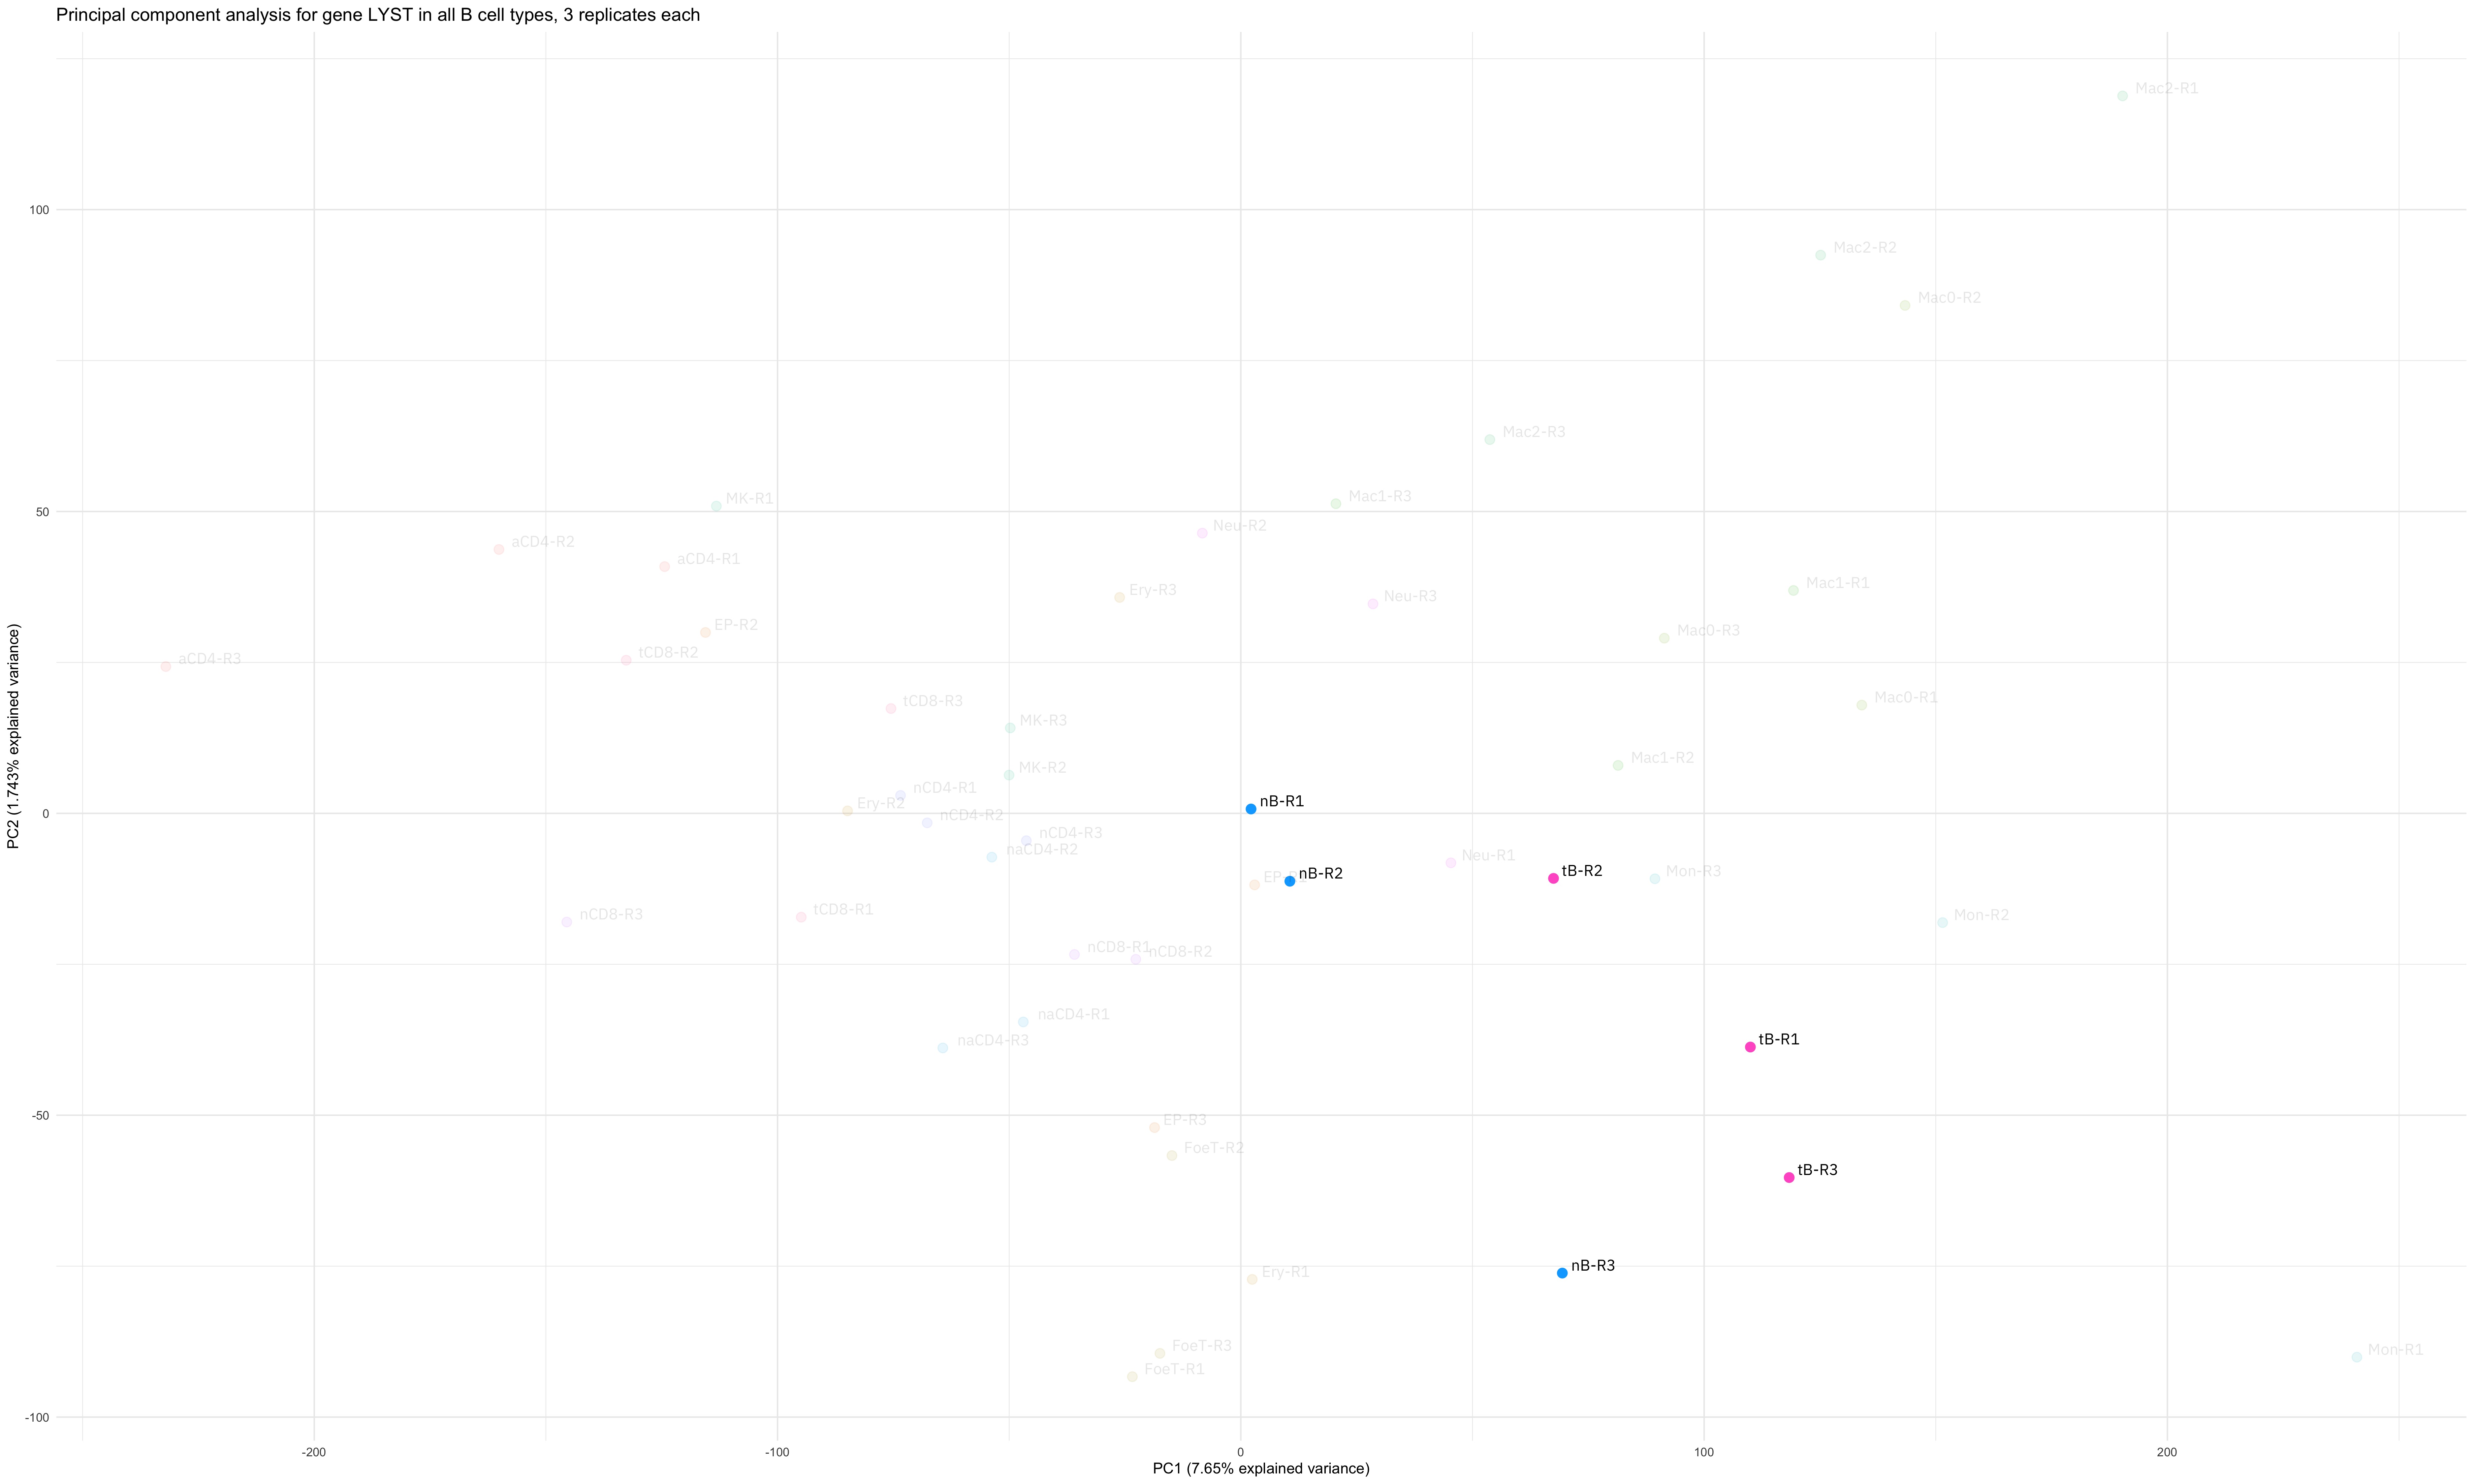 Principal component analysis for gene LYST in all B cell types, 3 replicates each
Mac2-R1
100
Mac2-R2
Mac0-R2
Mac2-R3
50
MK-R1
Mac1-R3
Neu-R2
aCD4-R2
aCD4-R1
Ery-R3
Neu-R3
Mac1-R1
EP-R2
Mac0-R3
aCD4-R3
tCD8-R2
tCD8-R3
Mac0-R1
MK-R3
MK-R2
Mac1-R2
nCD4-R1
Ery-R2
nB-R1
0
nCD4-R2
nCD4-R3
naCD4-R2
Neu-R1
EP-
nB-R2
tB-R2
Mon-R3
nCD8-R3
tCD8-R1
Mon-R2
nCD8-R1
nCD8-R2
naCD4-R1
naCD4-R3
tB-R1
-50
EP-R3
FoeT-R2
tB-R3
Ery-R1
nB-R3
FoeT-R3
FoeT-R1
Mon-R1
-100
-200
-100
0
100
200
PC1 (7.65% explained variance)
PC2 (1.743% explained variance)